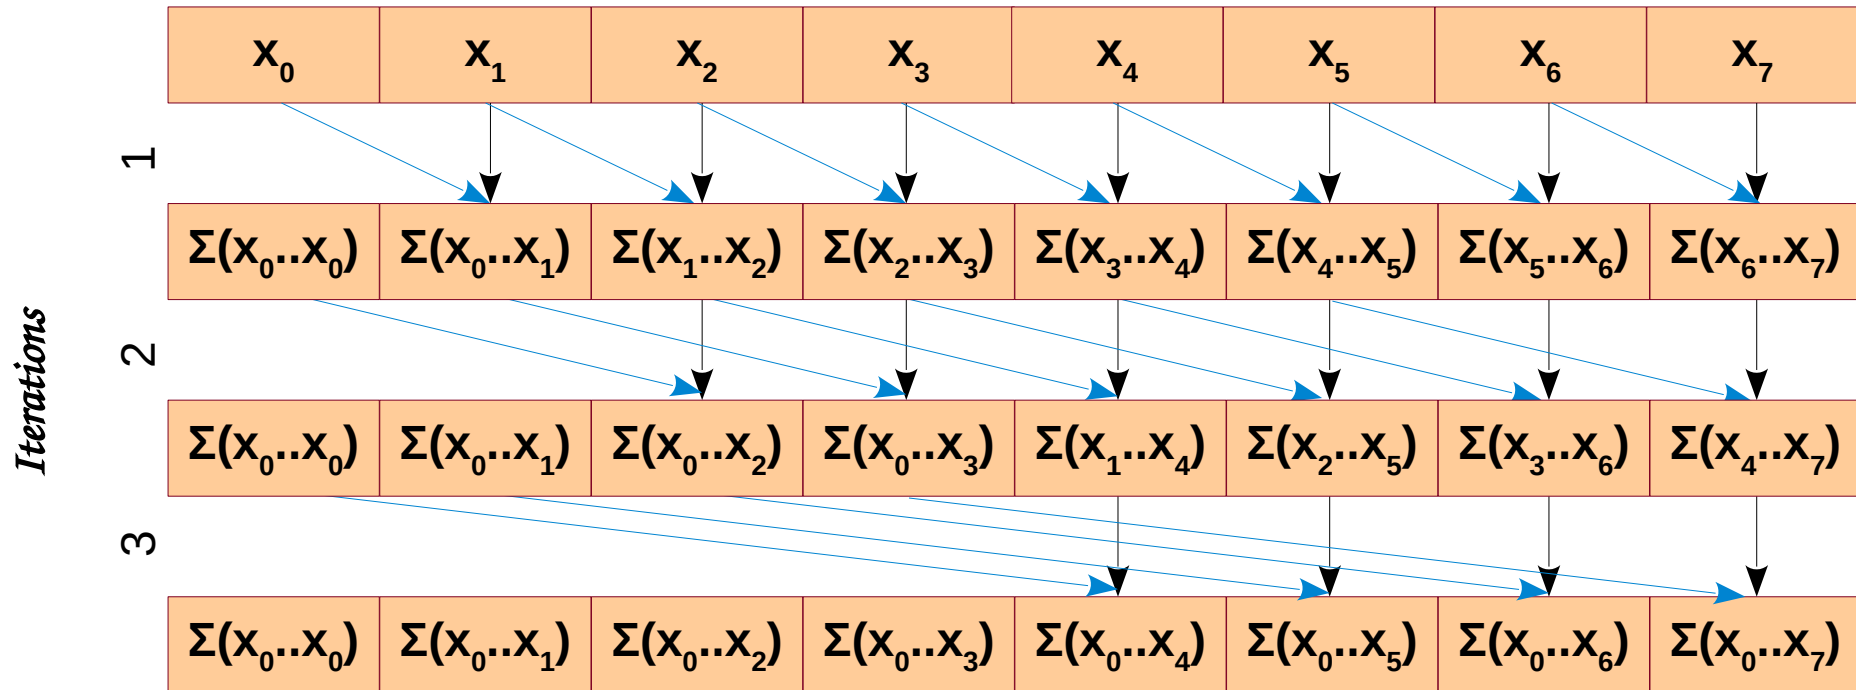 x₀ x₁ x₂ x₃ x₄ x₅ x₆ x₇
1
Σ(x₀..x₀) Σ(x₀..x₁) Σ(x₁..x₂) Σ(x₂..x₃) Σ(x₃..x₄) Σ(x₄..x₅) Σ(x₅..x₆) Σ(x₆..x₇)
Iterations
2
Σ(x₀..x₀) Σ(x₀..x₁) Σ(x₀..x₂) Σ(x₀..x₃) Σ(x₁..x₄) Σ(x₂..x₅) Σ(x₃..x₆) Σ(x₄..x₇)
3
Σ(x₀..x₀) Σ(x₀..x₁) Σ(x₀..x₂) Σ(x₀..x₃) Σ(x₀..x₄) Σ(x₀..x₅) Σ(x₀..x₆) Σ(x₀..x₇)